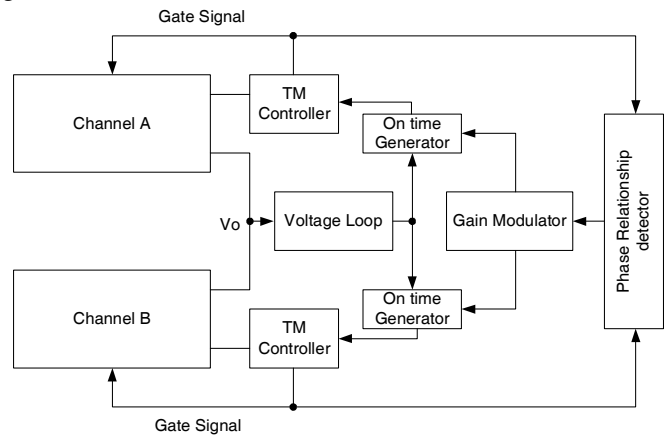 Gate Signal
Channel A
TM
Controller
On time
Generator
Vo
Voltage Loop
Gain Modulator
Phase Relationship
detector
Channel B
TM
Controller
On time
Generator
Gate Signal